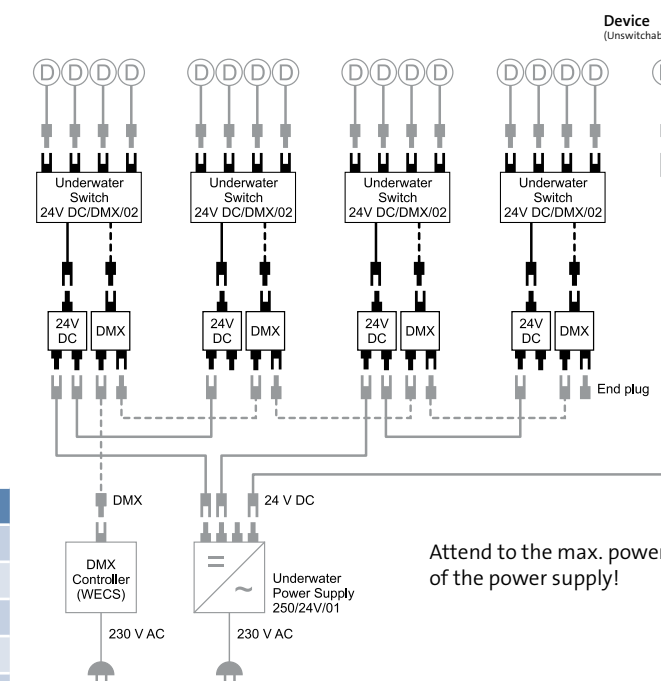 Device
D D D D D D D D D D D D D D D D
Underwater
Switch
24V DC/DMX/02
Underwater
Switch
24V DC/DMX/02
Underwater
Switch
24V DC/DMX/02
Underwater
Switch
24V DC/DMX/02
24V
DC
DMX
24V
DC
DMX
24V
DC
DMX
24V
DC
DMX
End plug
DMX
24 V DC
DMX
Controller
(WECS)
=
~
Underwater
Power Supply
250/24V/01
230 V AC
230 V AC
Attend to the max. power
of the power supply!